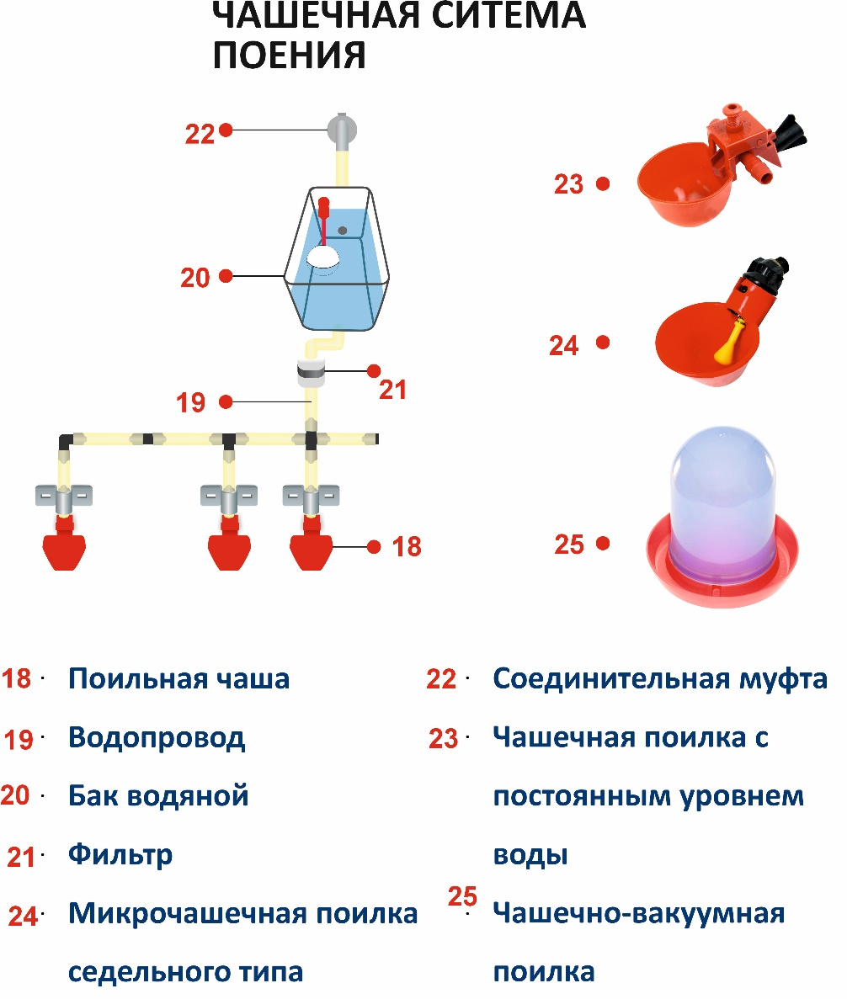 ЧАШЕЧНАЯ СИТЕМА
ПОЕНИЯ
22
23
20
24
21
19
18
25
18 · Поильная чаша
19 · Водопровод
20 · Бак водяной
21 · Фильтр
24 · Микрочашечная поилка
седельного типа
22 · Соединительная муфта
23 · Чашечная поилка с
постоянным уровнем
воды
25 · Чашечно-вакуумная
поилка